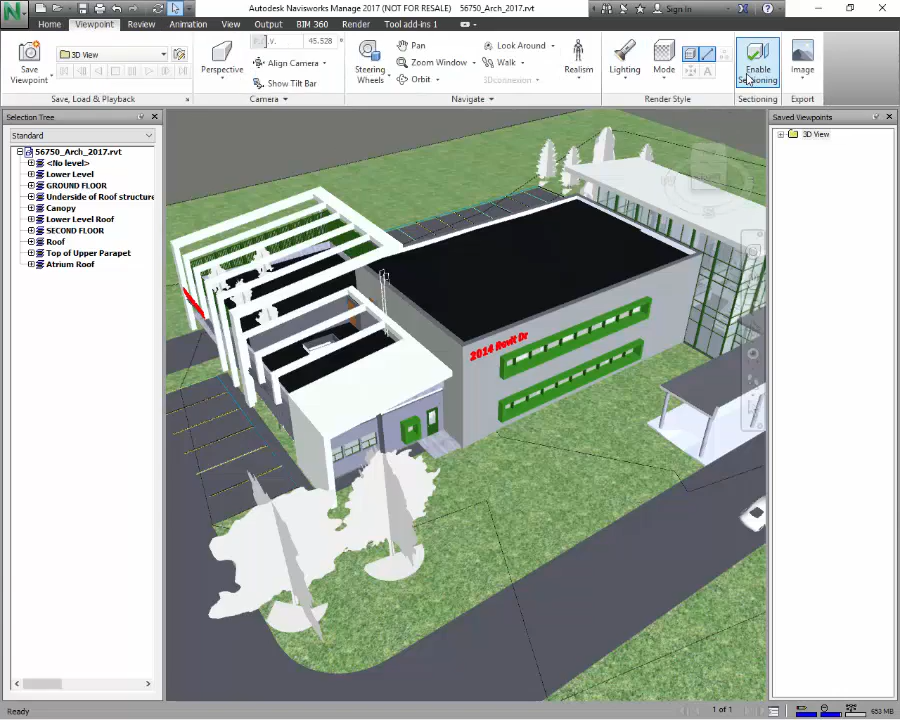 Autodesk Navisworks Manage 2017 (NOT FOR RESALE) 56750_Arch_2017.rvt
Sign In
Home Viewpoint Review Animation View Output BIM 360 Render Tool add-ins 1
Save Viewpoint
3D View
Save, Load & Playback
Perspective
45.528
Align Camera
Show Tilt Bar
Camera
Steering Wheels
Pan
Zoom Window
Orbit
Look Around
Walk
3Dconnexion
Navigate
Realism
Lighting
Mode
Render Style
Enable Sectioning
Sectioning
Image
Export
Selection Tree
Standard
56750_Arch_2017.rvt
<No level>
Lower Level
GROUND FLOOR
Underside of Roof structure
Canopy
Lower Level Roof
SECOND FLOOR
Roof
Top of Upper Parapet
Atrium Roof
2014 Revit Dr
Saved Viewpoints
3D View
Ready
1 of 1
653 MB